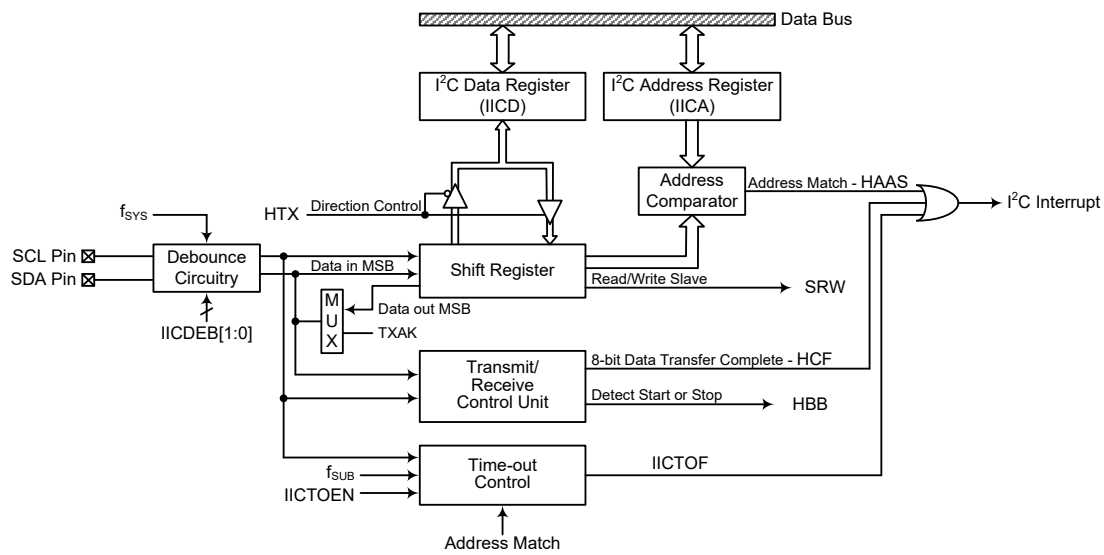 Data Bus
I²C Data Register
(IICD)
I²C Address Register
(IICA)
Address
Comparator
Address Match - HAAS
I²C Interrupt
HTX
Direction Control
fSYS
SCL Pin
SDA Pin
Debounce
Circuitry
Data in MSB
Shift Register
Read/Write Slave
SRW
IICDEB[1:0]
M
U
X
Data out MSB
TXAK
Transmit/
Receive
Control Unit
8-bit Data Transfer Complete - HCF
Detect Start or Stop
HBB
fSUB
IICTOEN
Time-out
Control
IICTOF
Address Match